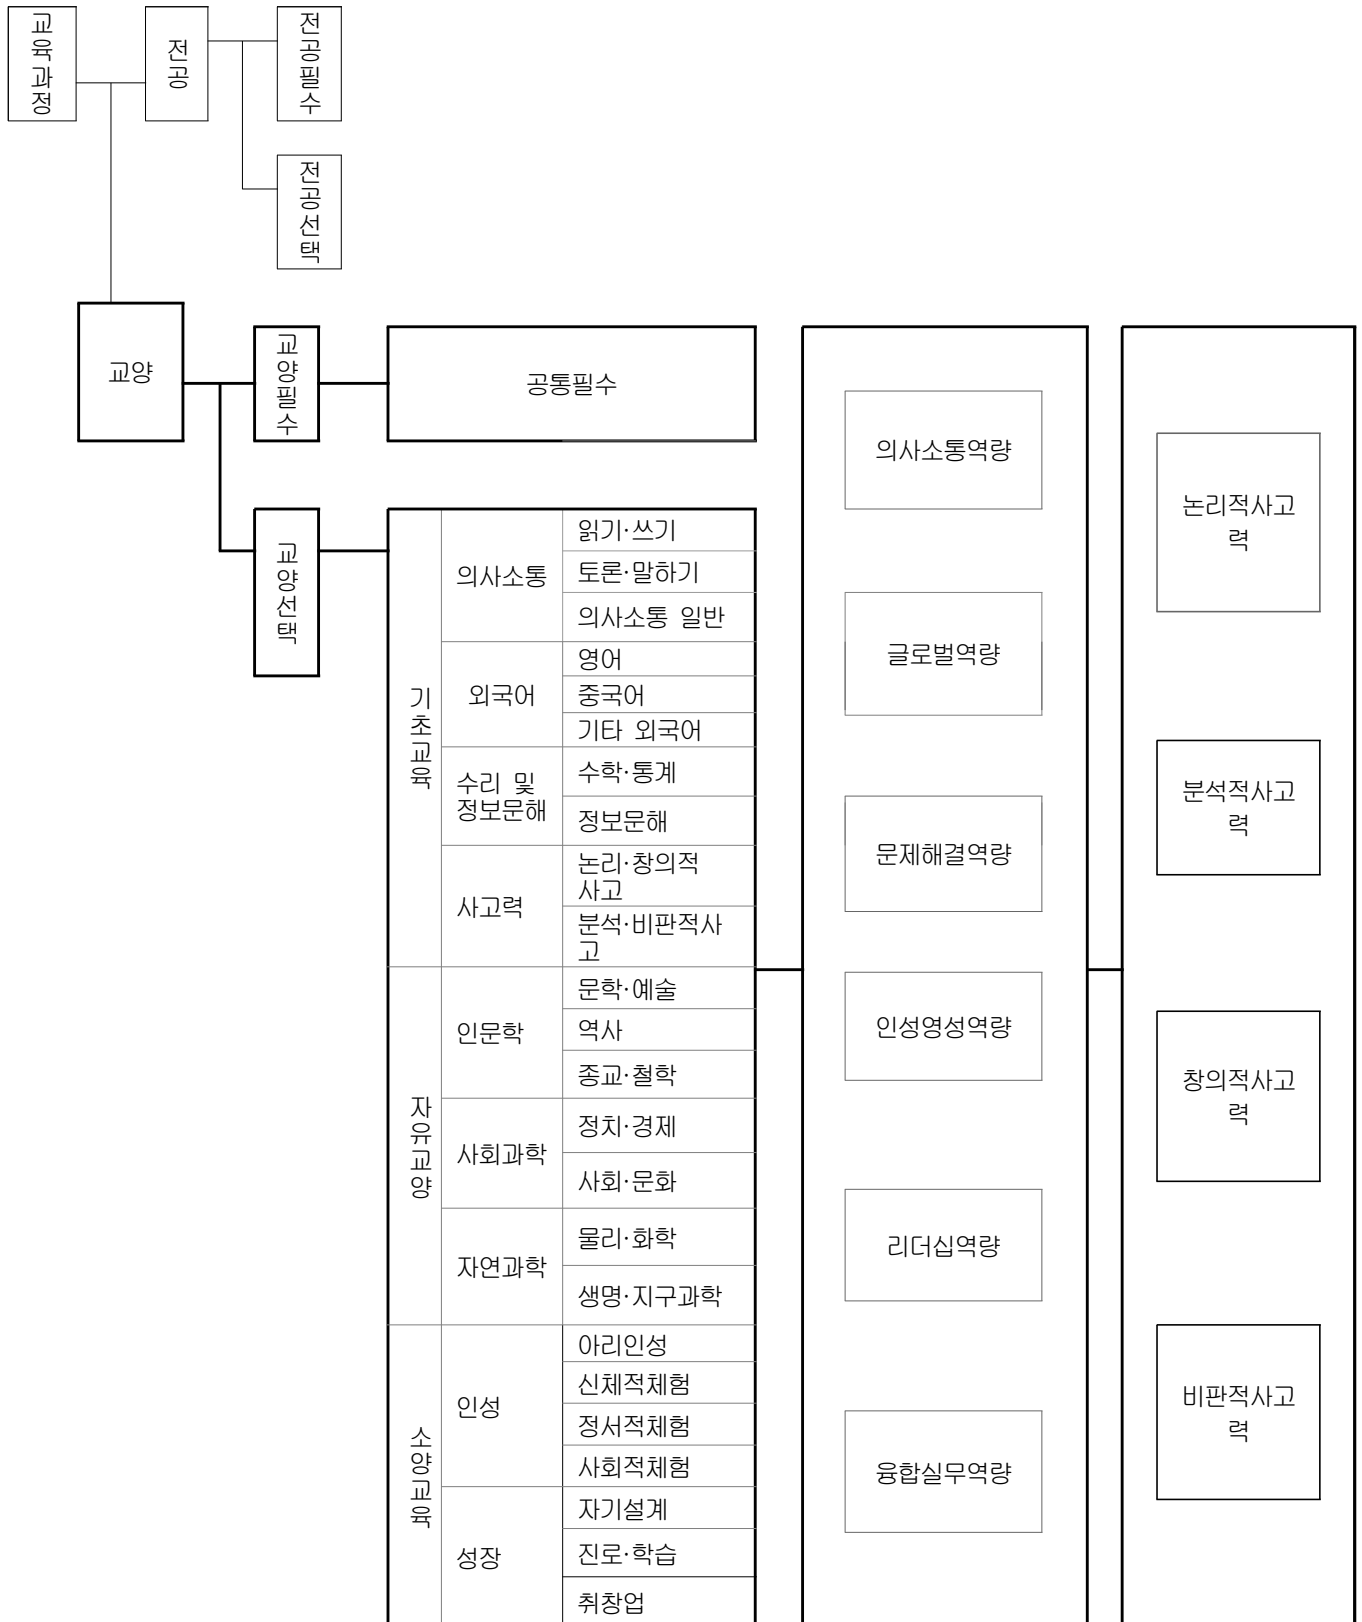 교육과정
전공
전공필수
전공선택
교양
교양필수
공통필수
교양선택
기초교육
의사소통
읽기·쓰기
토론·말하기
의사소통 일반
외국어
영어
중국어
기타 외국어
수리 및
정보문해
수학·통계
정보문해
사고력
논리·창의적
사고
분석·비판적사
고
자유교양
인문학
문학·예술
역사
종교·철학
사회과학
정치·경제
사회·문화
자연과학
물리·화학
생명·지구과학
소양교육
인성
아리인성
신체적체험
정서적체험
사회적체험
성장
자기설계
진로·학습
취창업
의사소통역량
글로벌역량
문제해결역량
인성영성역량
리더십역량
융합실무역량
논리적사고
력
분석적사고
력
창의적사고
력
비판적사고
력